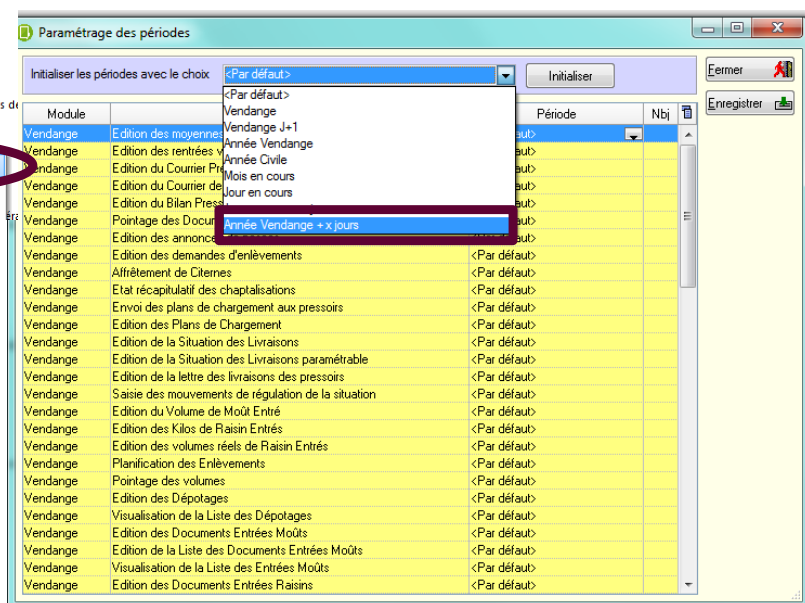 Paramétrage des périodes
Initialiser les périodes avec le choix <Par défaut> Initialiser
Fermer
Enregistrer
<Par défaut>
Vendange
Vendange J+1
Année Vendange
Année Civile
Mois en cours
Jour en cours
Année Vendange + x jours
Module Période Nbj
Vendange Edition des moyennes
Vendange Edition des rentrées
Vendange Edition du Courrier
Vendange Edition du Courrier de
Vendange Edition du Bilan
Vendange Pointage des
Vendange Edition des
Vendange Edition des demandes d'enlèvements <Par défaut>
Vendange Affrêtement de Citernes <Par défaut>
Vendange Etat récapitulatif des chaptalisations <Par défaut>
Vendange Envoi des plans de chargement aux pressoirs <Par défaut>
Vendange Edition des Plans de Chargement <Par défaut>
Vendange Edition de la Situation des Livraisons <Par défaut>
Vendange Edition de la Situation des Livraisons paramétrable <Par défaut>
Vendange Edition de la lettre des livraisons des pressoirs <Par défaut>
Vendange Saisie des mouvements de régulation de la situation <Par défaut>
Vendange Edition du Volume de Moût Entré <Par défaut>
Vendange Edition des Kilos de Raisin Entrés <Par défaut>
Vendange Edition des volumes réels de Raisin Entrés <Par défaut>
Vendange Planification des Enlèvements <Par défaut>
Vendange Pointage des volumes <Par défaut>
Vendange Edition des Dépotages <Par défaut>
Vendange Visualisation de la Liste des Dépotages <Par défaut>
Vendange Edition des Documents Entrées Moûts <Par défaut>
Vendange Edition de la Liste des Documents Entrées Moûts <Par défaut>
Vendange Visualisation de la Liste des Entrées Moûts <Par défaut>
Vendange Edition des Documents Entrées Raisins <Par défaut>